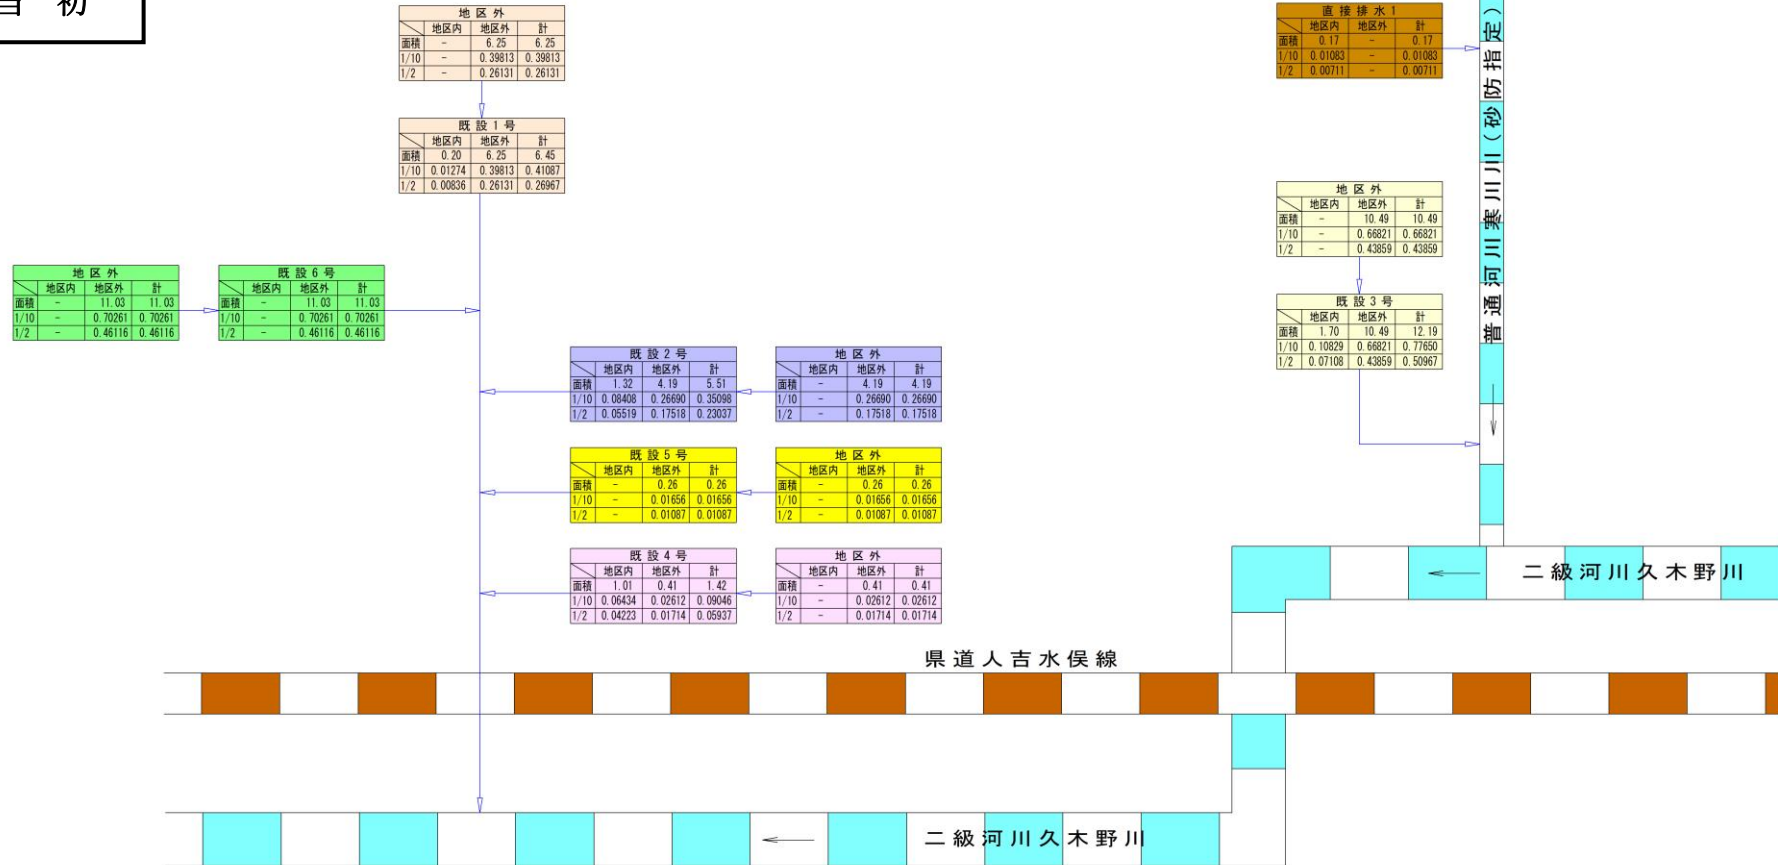 当 初
地 区 外
地区内 地区外 計
面積 - 6.25 6.25
1/10 - 0.39813 0.39813
1/2 - 0.26131 0.26131
既 設 1 号
地区内 地区外 計
面積 0.20 6.25 6.45
1/10 0.01274 0.39813 0.41087
1/2 0.00836 0.26131 0.26967
地 区 外
地区内 地区外 計
面積 - 11.03 11.03
1/10 - 0.70261 0.70261
1/2 - 0.46116 0.46116
既 設 6 号
地区内 地区外 計
面積 - 11.03 11.03
1/10 - 0.70261 0.70261
1/2 - 0.46116 0.46116
既 設 2 号
地区内 地区外 計
面積 1.32 4.19 5.51
1/10 0.08408 0.26690 0.35098
1/2 0.05519 0.17518 0.23037
地 区 外
地区内 地区外 計
面積 - 4.19 4.19
1/10 - 0.26690 0.26690
1/2 - 0.17518 0.17518
既 設 5 号
地区内 地区外 計
面積 - 0.26 0.26
1/10 - 0.01656 0.01656
1/2 - 0.01087 0.01087
地 区 外
地区内 地区外 計
面積 - 0.26 0.26
1/10 - 0.01656 0.01656
1/2 - 0.01087 0.01087
既 設 4 号
地区内 地区外 計
面積 1.01 0.41 1.42
1/10 0.06434 0.02612 0.09046
1/2 0.04223 0.01714 0.05937
地 区 外
地区内 地区外 計
面積 - 0.41 0.41
1/10 - 0.02612 0.02612
1/2 - 0.01714 0.01714
直 接 排 水 1
地区内 地区外 計
面積 0.17 - 0.17
1/10 0.01083 - 0.01083
1/2 0.00711 - 0.00711
地 区 外
地区内 地区外 計
面積 - 10.49 10.49
1/10 - 0.66821 0.66821
1/2 - 0.43859 0.43859
既 設 3 号
地区内 地区外 計
面積 1.70 10.49 12.19
1/10 0.10829 0.66821 0.77650
1/2 0.07108 0.43859 0.50967
普通河川寒川川(砂防指定)
二級河川久木野川
県道人吉水俣線
二級河川久木野川